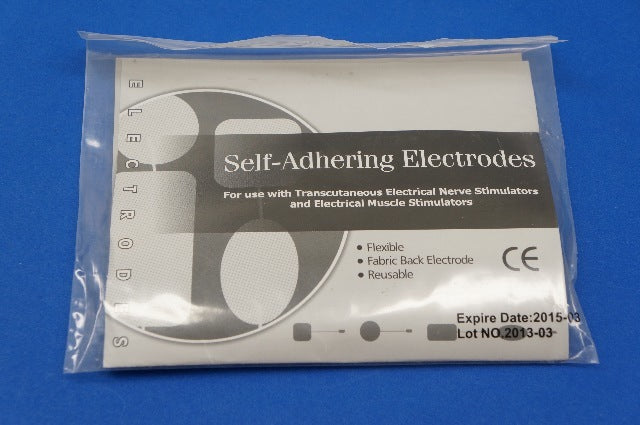 ELECTRODES
Self-Adhering Electrodes
For use with Transcutaneous Electrical Nerve Stimulators
and Electrical Muscle Stimulators
• Flexible
• Fabric Back Electrode
• Reusable
CE
Expire Date:2015-03
Lot NO.2013-03